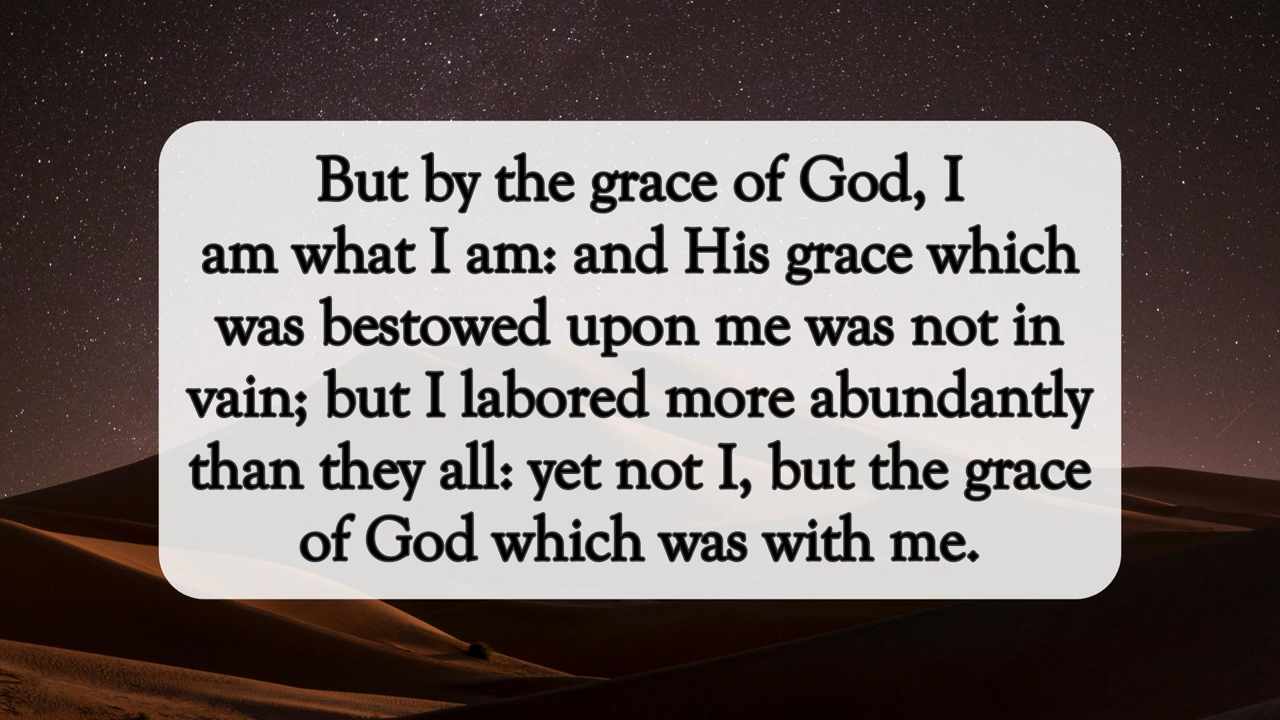 But by the grace of God, I
am what I am: and His grace which
was bestowed upon me was not in
vain; but I labored more abundantly
than they all: yet not I, but the grace
of God which was with me.